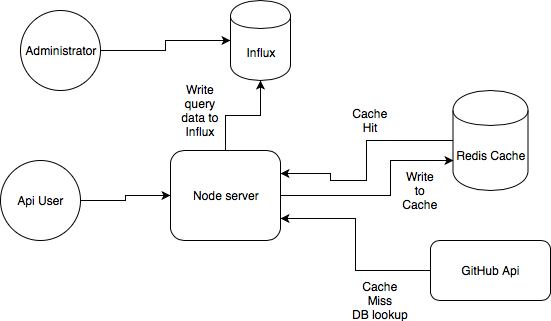 Administrator
Influx
Write
query
data to
Influx
Cache
Hit
Redis Cache
Api User
Node server
Write
to
Cache
GitHub Api
Cache
Miss
DB lookup